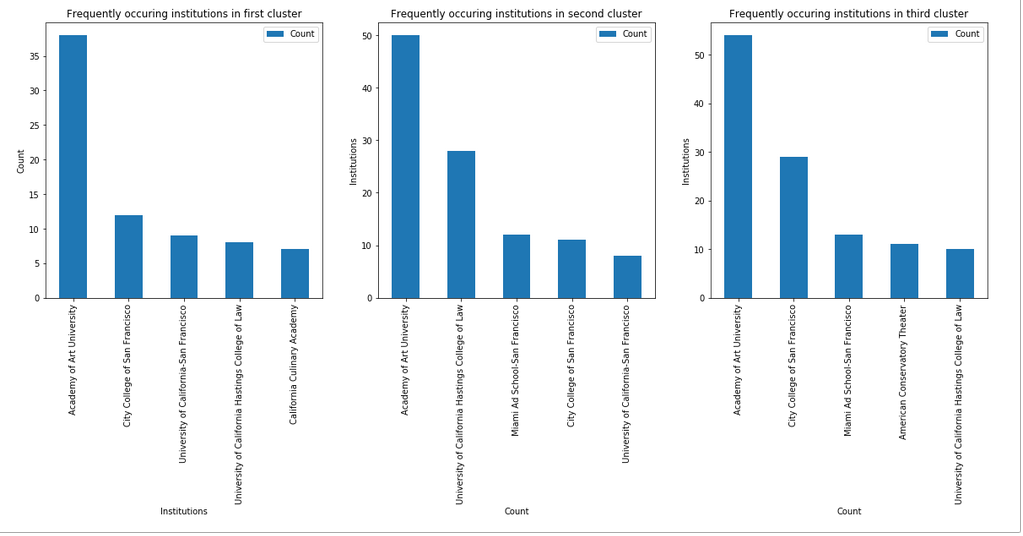 Frequently occuring institutions in first cluster
Count
Count
35
30
25
20
15
10
5
0
Academy of Art University
City College of San Francisco
University of California-San Francisco
University of California Hastings College of Law
California Culinary Academy
Institutions
Frequently occuring institutions in second cluster
Count
Institutions
50
40
30
20
10
0
Academy of Art University
University of California Hastings College of Law
Miami Ad School-San Francisco
City College of San Francisco
University of California-San Francisco
Count
Frequently occuring institutions in third cluster
Count
Institutions
50
40
30
20
10
0
Academy of Art University
City College of San Francisco
Miami Ad School-San Francisco
American Conservatory Theater
University of California Hastings College of Law
Count